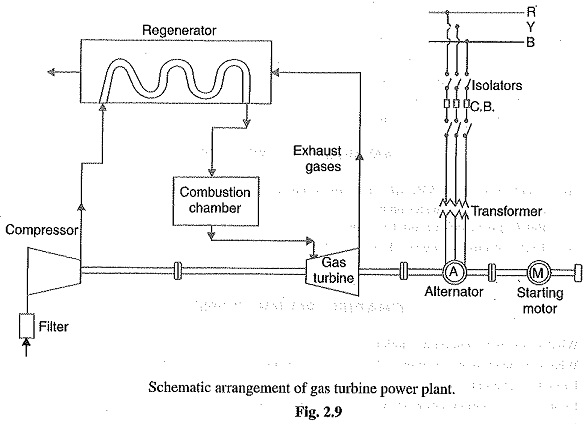 Regenerator
R
Y
B
Isolators
C.B.
Exhaust
gases
Combustion
chamber
Transformer
Compressor
Gas
turbine
A
M
Alternator
Starting
motor
Filter
Schematic arrangement of gas turbine power plant.
Fig. 2.9